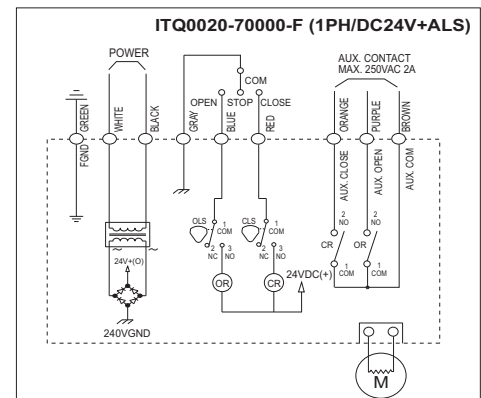 ITQ0020-70000-F (1PH/DC24V+ALS)
POWER
AUX. CONTACT
MAX. 250VAC 2A
COM
OPEN STOP CLOSE
FGND GREEN
WHITE
BLACK
GRAY
BLUE
RED
ORANGE
PURPLE
BROWN
AUX. CLOSE
AUX. OPEN
AUX. COM
OLS 1 COM
2 NC 3 NO
CLS 1 COM
2 NC 3 NO
2 NO
CR
1 COM
2 NO
OR
1 COM
24V+(O)
~ ~
240VGND
OR
CR
24VDC(+)
M